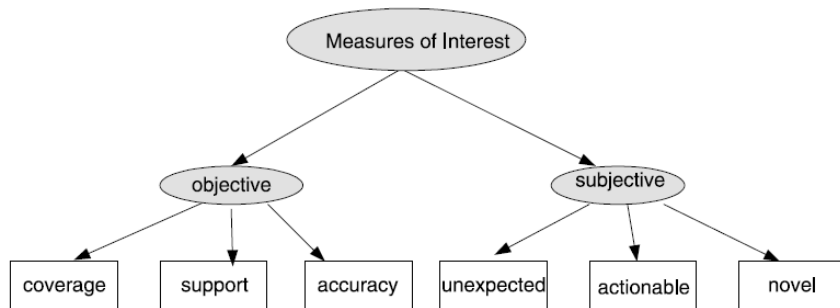 Measures of Interest
objective
subjective
coverage
support
accuracy
unexpected
actionable
novel